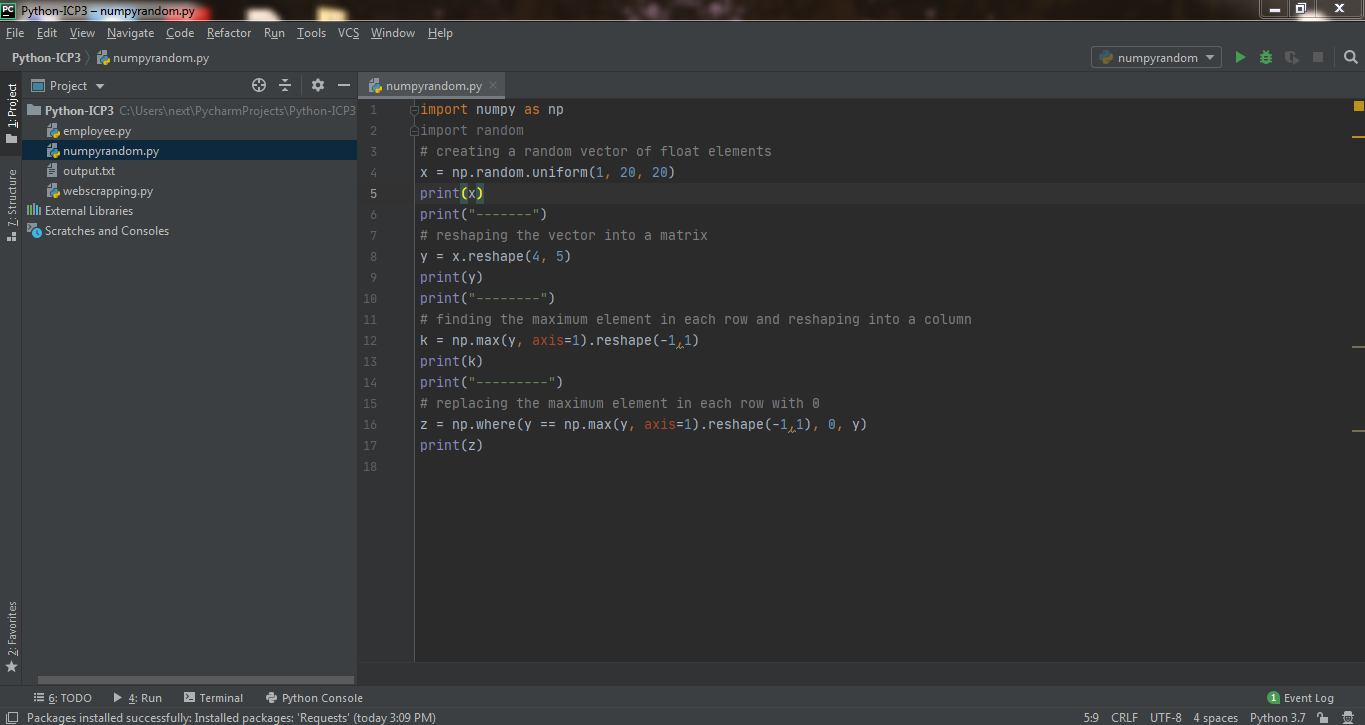 PC Python-ICP3 – numpyrandom.py
File Edit View Navigate Code Refactor Run Tools VCS Window Help
Python-ICP3 numpyrandom.py numpyrandom
1: Project
Project
Python-ICP3 C:\Users\next\PycharmProjects\Python-ICP3
employee.py
numpyrandom.py
output.txt
webscrapping.py
External Libraries
Scratches and Consoles
7: Structure
2: Favorites
numpyrandom.py
1 import numpy as np
2 import random
3 # creating a random vector of float elements
4 x = np.random.uniform(1, 20, 20)
5 print(x)
6 print("-------")
7 # reshaping the vector into a matrix
8 y = x.reshape(4, 5)
9 print(y)
10 print("--------")
11 # finding the maximum element in each row and reshaping into a column
12 k = np.max(y, axis=1).reshape(-1,1)
13 print(k)
14 print("---------")
15 # replacing the maximum element in each row with 0
16 z = np.where(y == np.max(y, axis=1).reshape(-1,1), 0, y)
17 print(z)
18
6: TODO 4: Run Terminal Python Console 1 Event Log
Packages installed successfully: Installed packages: 'Requests' (today 3:09 PM) 5:9 CRLF UTF-8 4 spaces Python 3.7